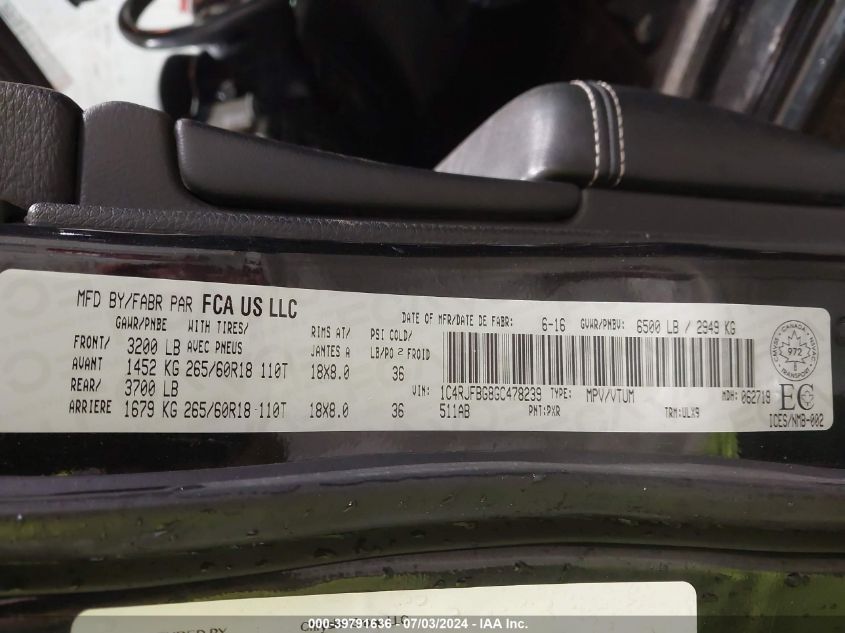 MFD BY/FABR PAR FCA US LLC
DATE OF MFR/DATE DE FABR: 6-16 GVWR/PNBV: 6500 LB / 2949 KG
GAWR/PNBE WITH TIRES/ RIMS AT/ PSI COLD/
FRONT/ 3200 LB AVEC PNEUS JANTES A LB/PO2 FROID
AVANT 1452 KG 265/60R18 110T 18X8.0 36
REAR/ 3700 LB
ARRIERE 1679 KG 265/60R18 110T 18X8.0 36
VIN: 1C4RJFBG8GC478239 TYPE: MPV/VTUM MDH: 062719
511AB PNT: PXR TRM: ULX9
CANADA
972
TRANSPORT
EC
ICES/NMB-002
000-39791636 / 07/03/2024 - IAA Inc.